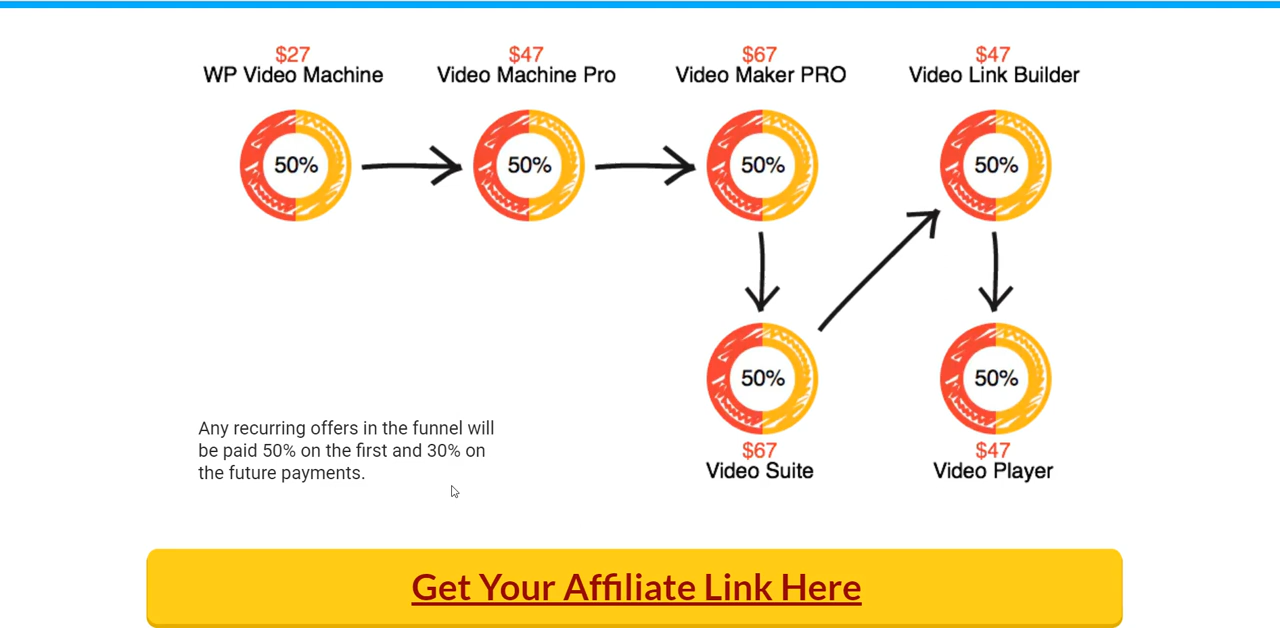 $27
WP Video Machine
50%
$47
Video Machine Pro
50%
$67
Video Maker PRO
50%
$47
Video Link Builder
50%
50%
$67
Video Suite
50%
$47
Video Player
Any recurring offers in the funnel will
be paid 50% on the first and 30% on
the future payments.
Get Your Affiliate Link Here